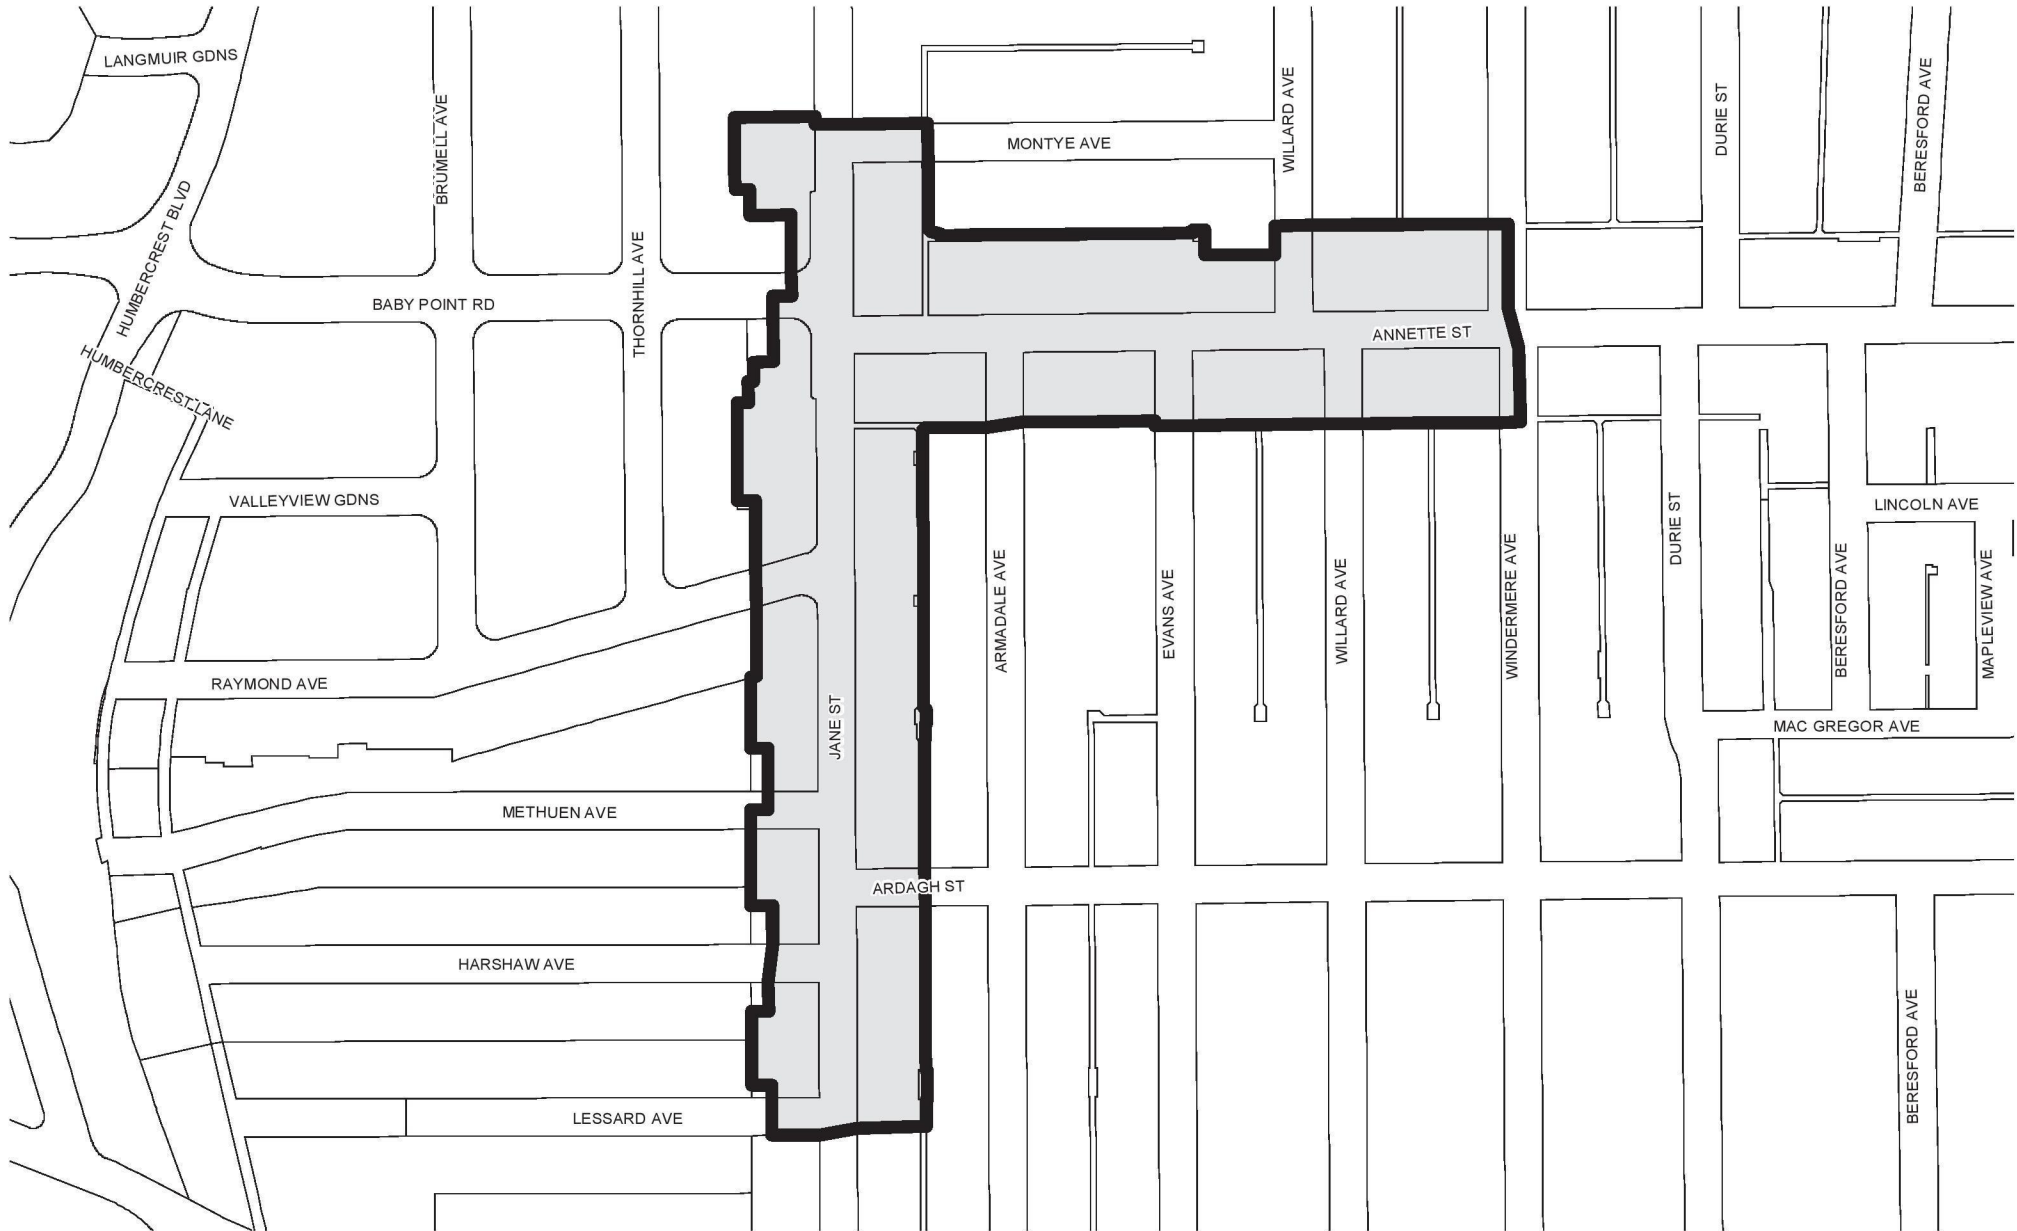 LANGMUIR GDNS
BRUMELL AVE
WILLARD AVE
DURIE ST
BERESFORD AVE
MONTYE AVE
HUMBERCREST BLVD
THORNHILL AVE
BABY POINT RD
ANNETTE ST
HUMBERCREST LANE
VALLEYVIEW GDNS
LINCOLN AVE
ARMADALE AVE
EVANS AVE
WILLARD AVE
WINDERMERE AVE
DURIE ST
BERESFORD AVE
MAPLEVIEW AVE
RAYMOND AVE
JANE ST
MAC GREGOR AVE
METHUEN AVE
ARDAGH ST
HARSHAW AVE
BERESFORD AVE
LESSARD AVE